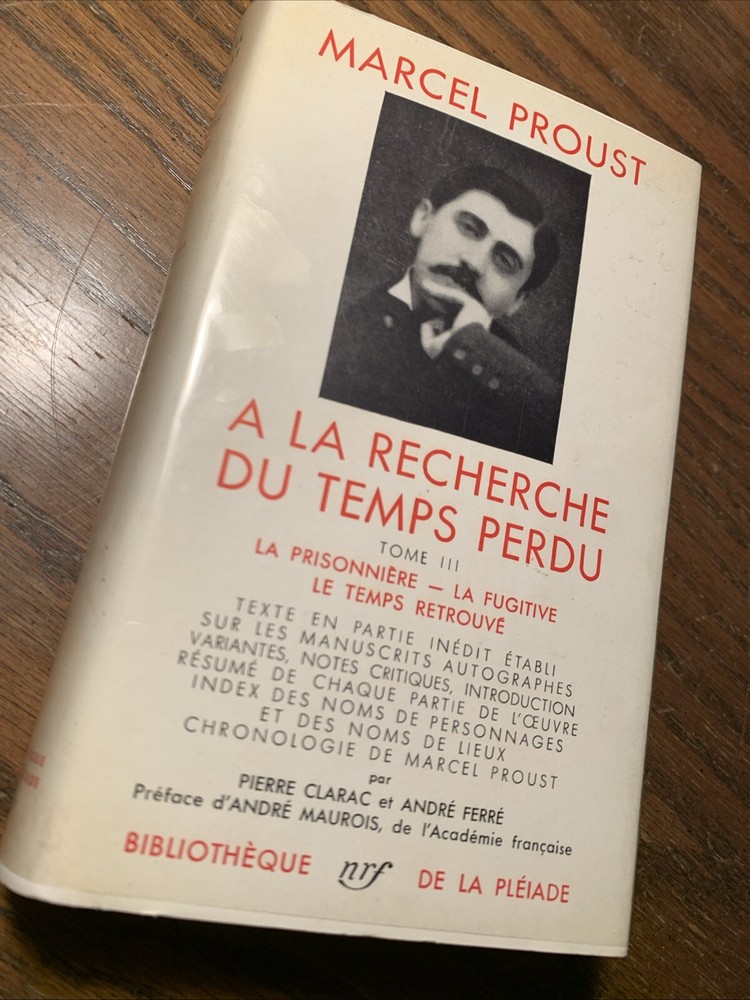 MARCEL PROUST
A LA RECHERCHE
DU TEMPS PERDU
TOME III
LA PRISONNIÈRE — LA FUGITIVE
LE TEMPS RETROUVÉ
TEXTE EN PARTIE INÉDIT ÉTABLI
SUR LES MANUSCRITS AUTOGRAPHES
VARIANTES, NOTES CRITIQUES, INTRODUCTION
RÉSUMÉ DE CHAQUE PARTIE DE L'ŒUVRE
INDEX DES NOMS DE PERSONNAGES
ET DES NOMS DE LIEUX
CHRONOLOGIE DE MARCEL PROUST
par
PIERRE CLARAC et ANDRÉ FERRÉ
Préface d'ANDRÉ MAUROIS, de l'Académie française
BIBLIOTHÈQUE nrf DE LA PLÉIADE